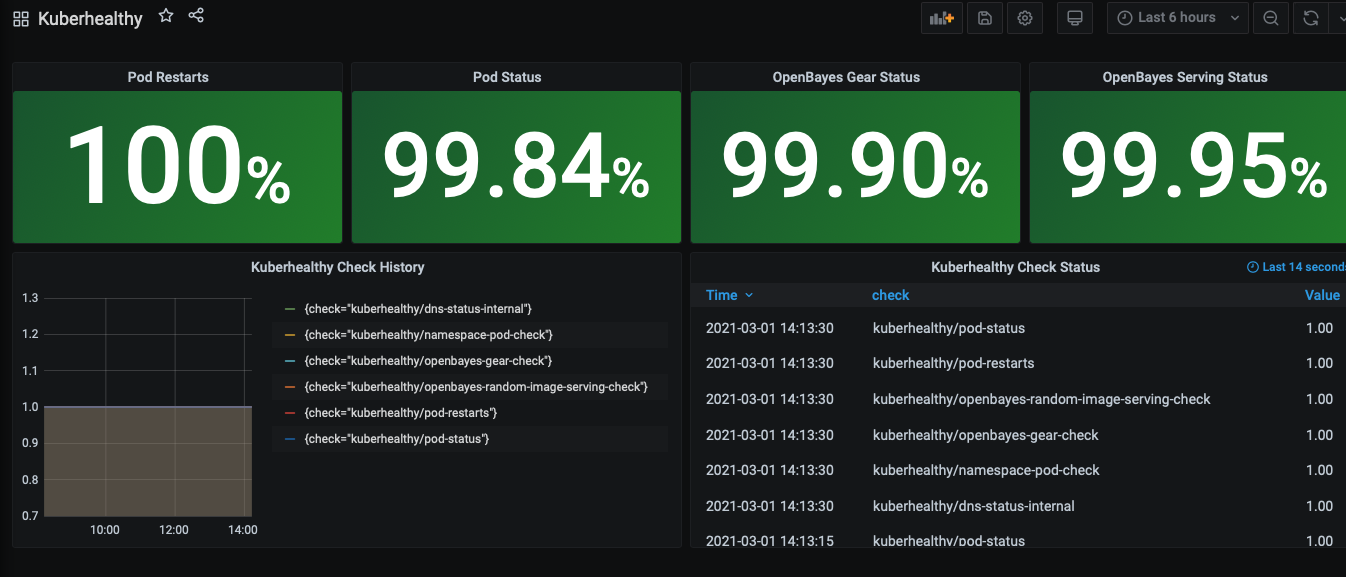 Kuberhealthy
Last 6 hours
Pod Restarts
100%
Pod Status
99.84%
OpenBayes Gear Status
99.90%
OpenBayes Serving Status
99.95%
Kuberhealthy Check History
1.3
1.2
1.1
1.0
0.9
0.8
0.7
10:00 12:00 14:00
{check="kuberhealthy/dns-status-internal"}
{check="kuberhealthy/namespace-pod-check"}
{check="kuberhealthy/openbayes-gear-check"}
{check="kuberhealthy/openbayes-random-image-serving-check"}
{check="kuberhealthy/pod-restarts"}
{check="kuberhealthy/pod-status"}
Kuberhealthy Check Status
Last 14 seconds
Time check Value
2021-03-01 14:13:30 kuberhealthy/pod-status 1.00
2021-03-01 14:13:30 kuberhealthy/pod-restarts 1.00
2021-03-01 14:13:30 kuberhealthy/openbayes-random-image-serving-check 1.00
2021-03-01 14:13:30 kuberhealthy/openbayes-gear-check 1.00
2021-03-01 14:13:30 kuberhealthy/namespace-pod-check 1.00
2021-03-01 14:13:30 kuberhealthy/dns-status-internal 1.00
2021-03-01 14:13:15 kuberhealthy/pod-status 1.00